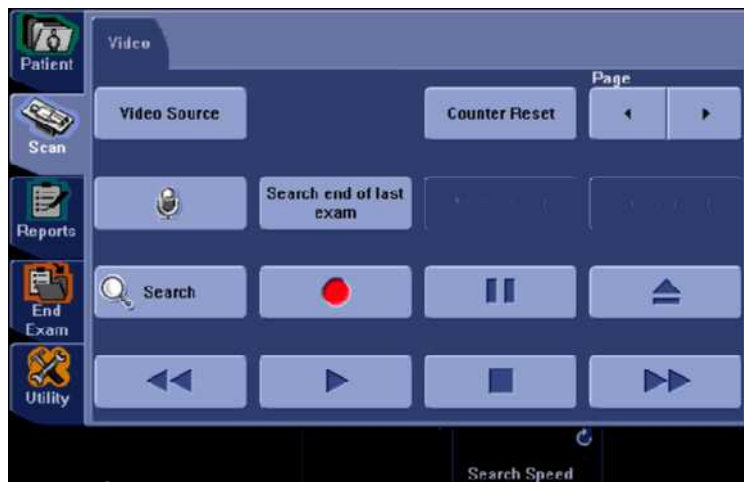 Patient
Video
Page
Video Source
Counter Reset
Scan
Search end of last
exam
Reports
Search
End
Exam
Utility
Search Speed